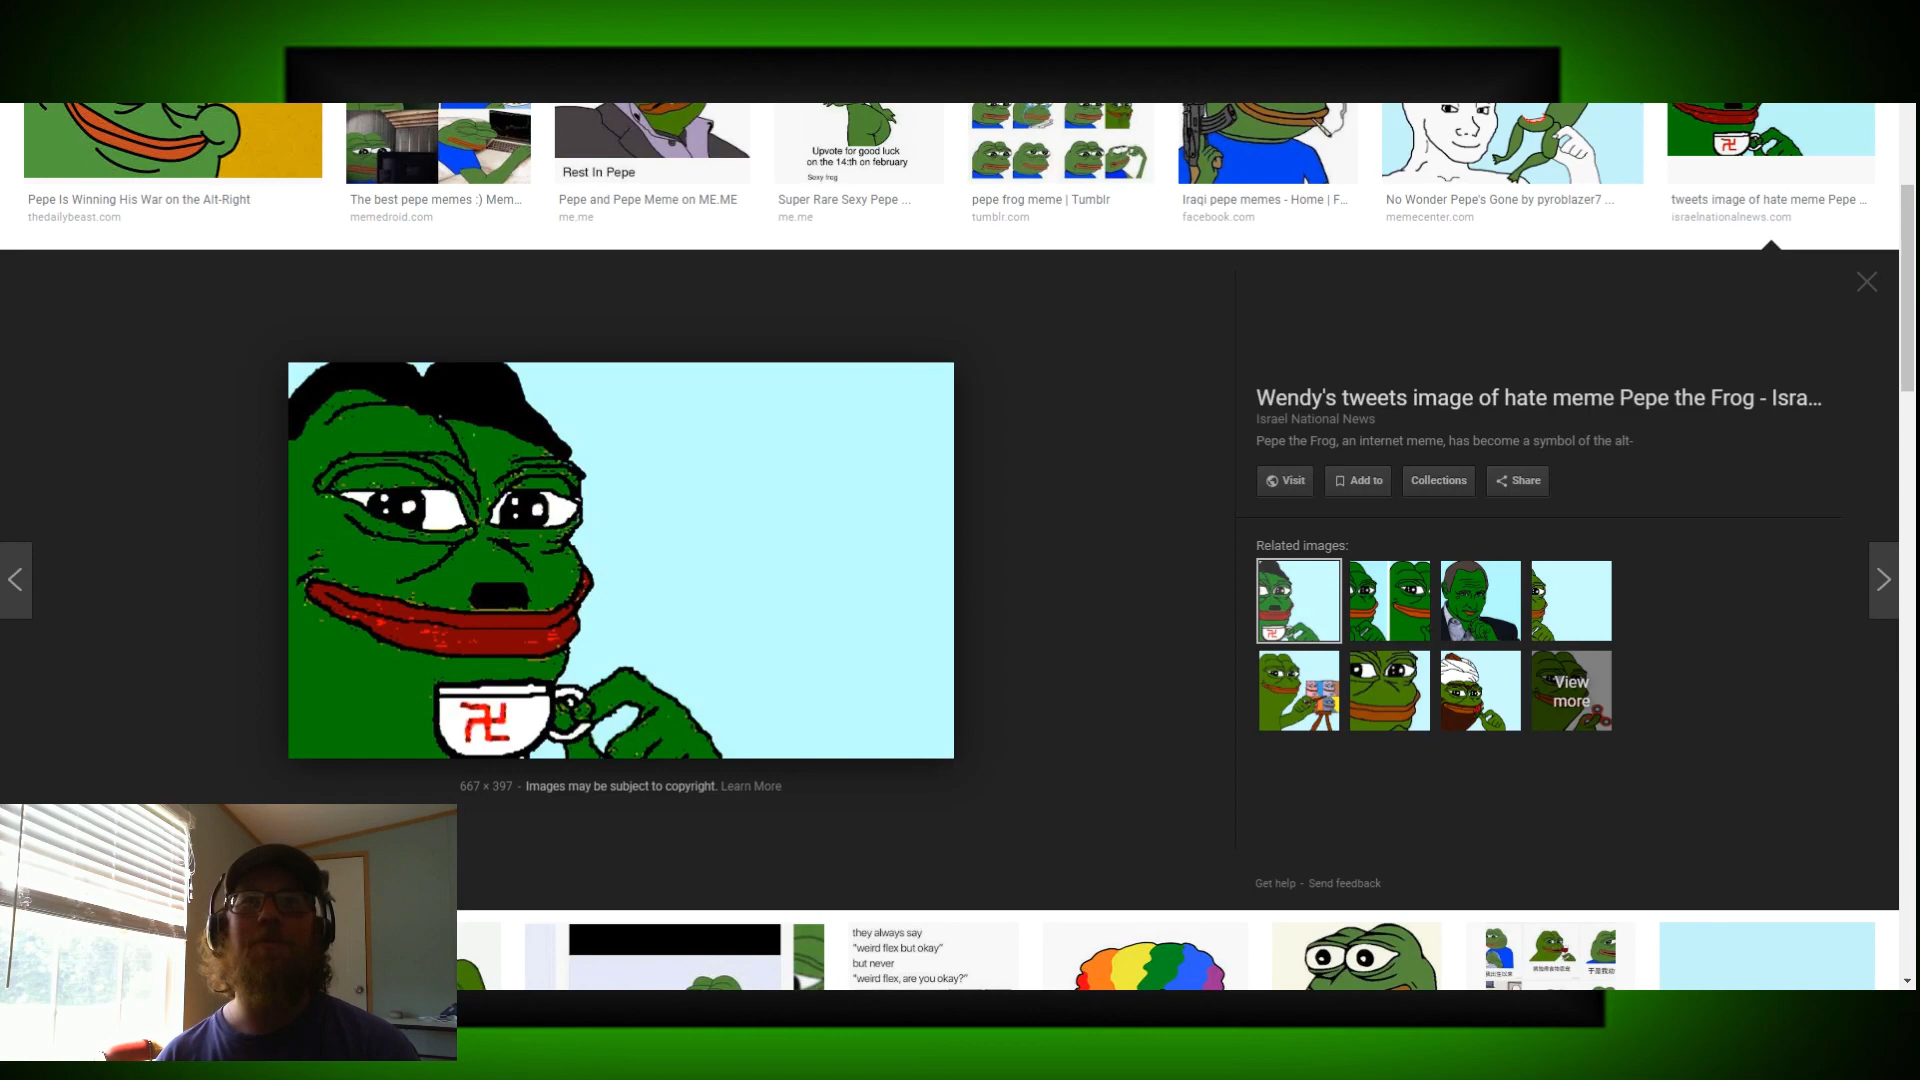 Rest In Pepe
Upvote for good luck
on the 14:th on february
Sexy frog
Pepe Is Winning His War on the Alt-Right
thedailybeast.com
The best pepe memes :) Mem...
memedroid.com
Pepe and Pepe Meme on ME.ME
me.me
Super Rare Sexy Pepe ...
me.me
pepe frog meme | Tumblr
tumblr.com
Iraqi pepe memes - Home | F...
facebook.com
No Wonder Pepe's Gone by pyroblazer7 ...
memecenter.com
tweets image of hate meme Pepe ...
israelnationalnews.com
Wendy's tweets image of hate meme Pepe the Frog - Isra...
Israel National News
Pepe the Frog, an internet meme, has become a symbol of the alt-
Visit
Add to
Collections
Share
Related images:
View
more
667 × 397 - Images may be subject to copyright. Learn More
Get help - Send feedback
they always say
"weird flex but okay"
but never
"weird flex, are you okay?"